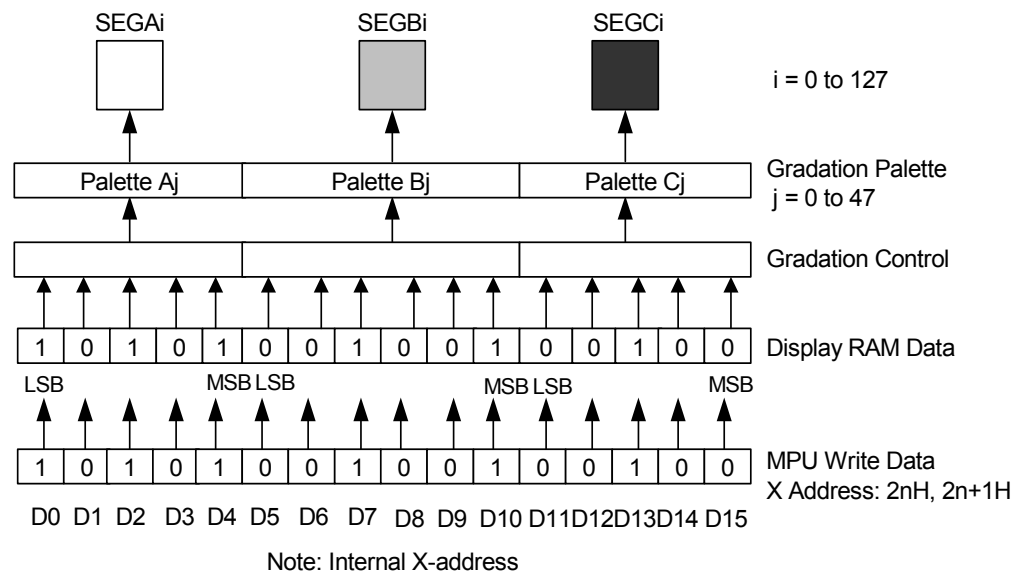 SEGAi SEGBi SEGCi
i = 0 to 127
Palette Aj Palette Bj Palette Cj
Gradation Palette
j = 0 to 47
Gradation Control
1 0 1 0 1 0 0 1 0 0 1 0 0 1 0 0 Display RAM Data
LSB MSB LSB MSB LSB MSB
1 0 1 0 1 0 0 1 0 0 1 0 0 1 0 0 MPU Write Data
X Address: 2nH, 2n+1H
D0 D1 D2 D3 D4 D5 D6 D7 D8 D9 D10 D11 D12 D13 D14 D15
Note: Internal X-address